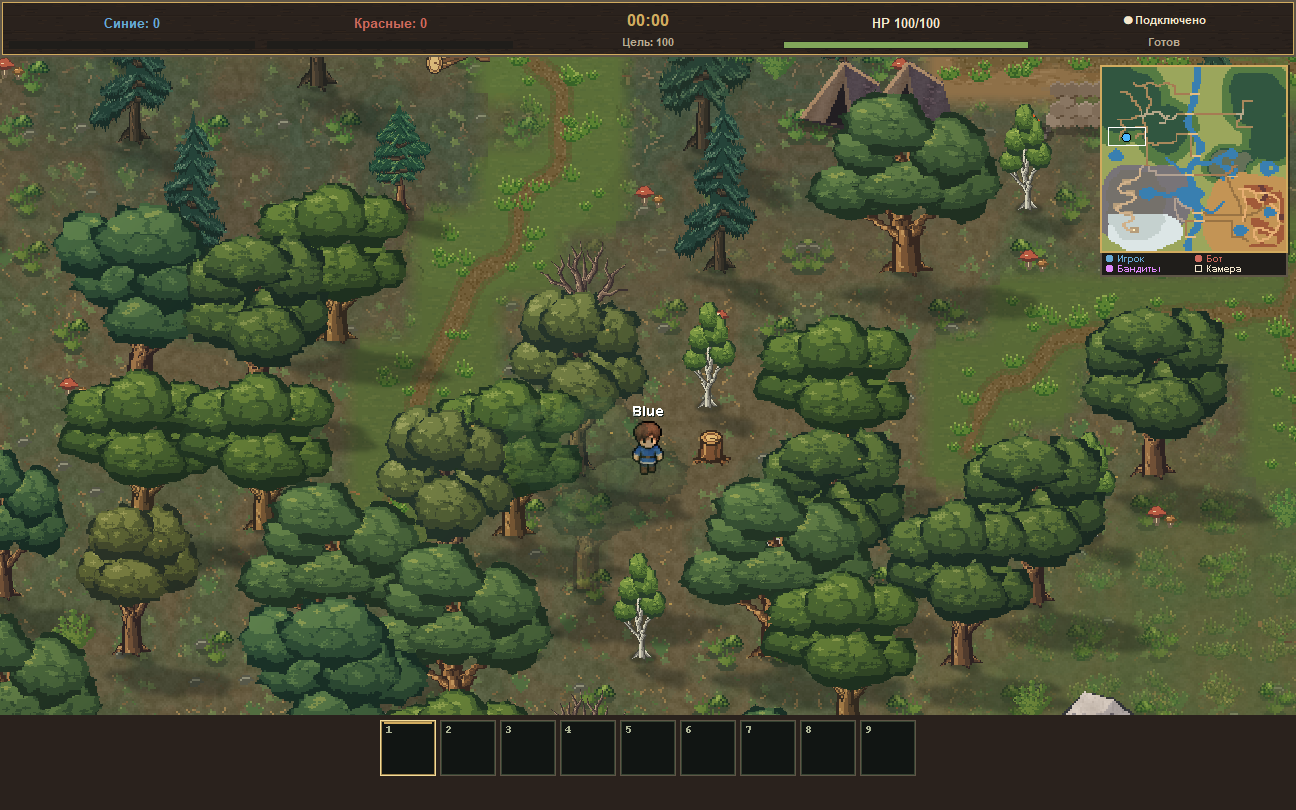 Синие: 0
Красные: 0
00:00
Цель: 100
HP 100/100
Подключено
Готов
Игрок
Бот
Бандиты
Камера
Blue
1
2
3
4
5
6
7
8
9